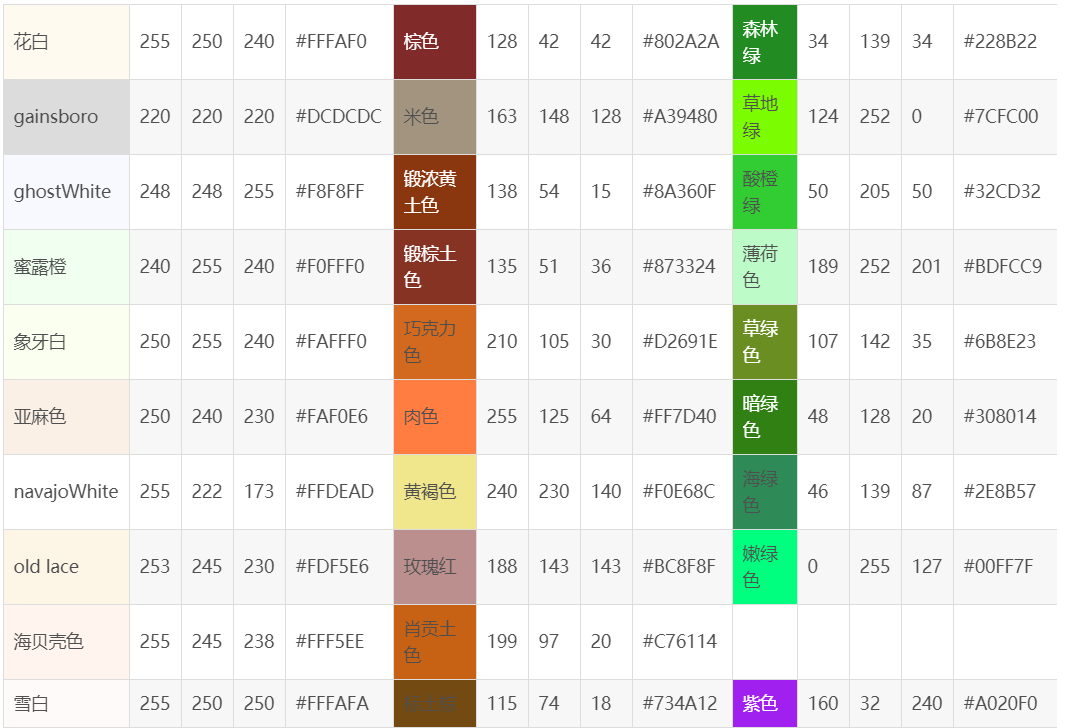 花白 255 250 240 #FFFAF0 棕色 128 42 42 #802A2A 森林绿 34 139 34 #228B22
gainsboro 220 220 220 #DCDCDC 米色 163 148 128 #A39480 草地绿 124 252 0 #7CFC00
ghostWhite 248 248 255 #F8F8FF 锻浓黄土色 138 54 15 #8A360F 酸橙绿 50 205 50 #32CD32
蜜露橙 240 255 240 #F0FFF0 锻棕土色 135 51 36 #873324 薄荷色 189 252 201 #BDFCC9
象牙白 250 255 240 #FAFFF0 巧克力色 210 105 30 #D2691E 草绿色 107 142 35 #6B8E23
亚麻色 250 240 230 #FAF0E6 肉色 255 125 64 #FF7D40 暗绿色 48 128 20 #308014
navajoWhite 255 222 173 #FFDEAD 黄褐色 240 230 140 #F0E68C 海绿色 46 139 87 #2E8B57
old lace 253 245 230 #FDF5E6 玫瑰红 188 143 143 #BC8F8F 嫩绿色 0 255 127 #00FF7F
海贝壳色 255 245 238 #FFF5EE 肖贡土色 199 97 20 #C76114
雪白 255 250 250 #FFFAFA 115 74 18 #734A12 紫色 160 32 240 #A020F0